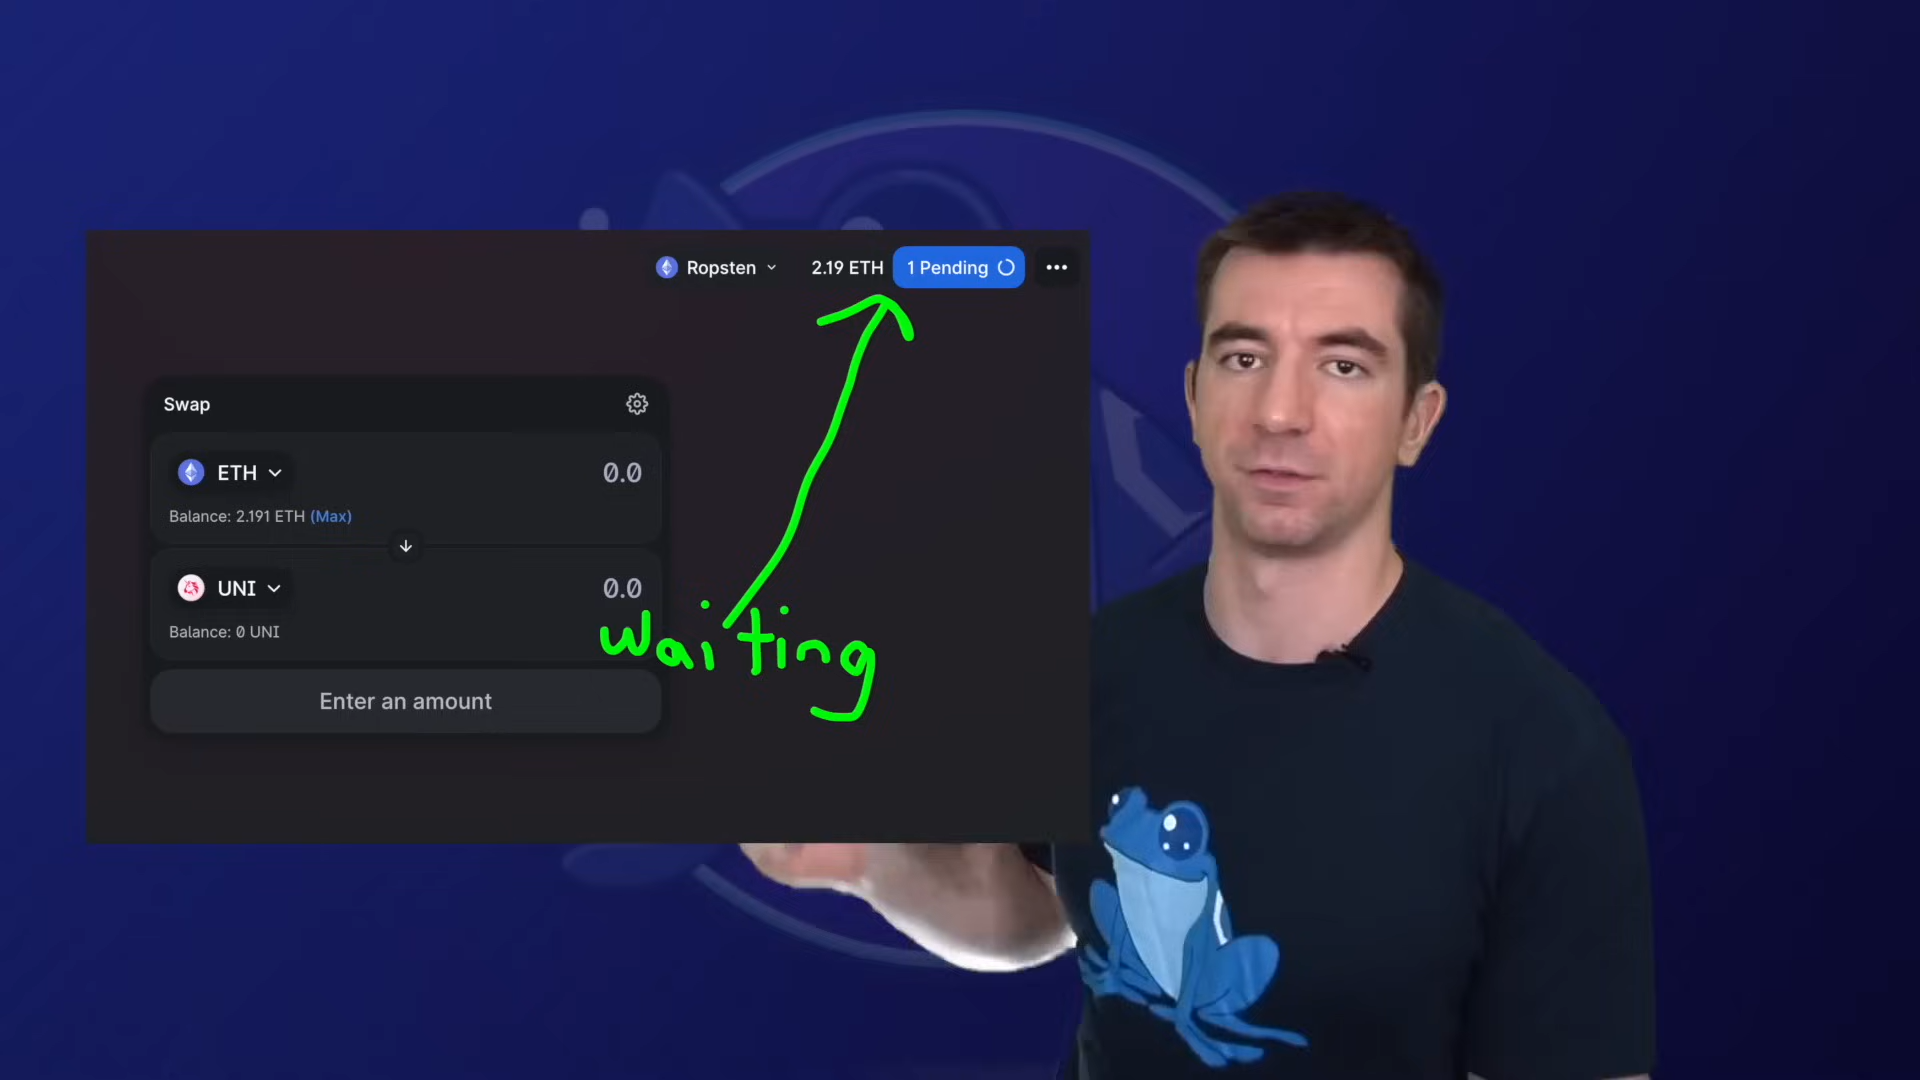 Ropsten 2.19 ETH 1 Pending
Swap
ETH 0.0
Balance: 2.191 ETH (Max)
UNI 0.0
Balance: 0 UNI
waiting
Enter an amount